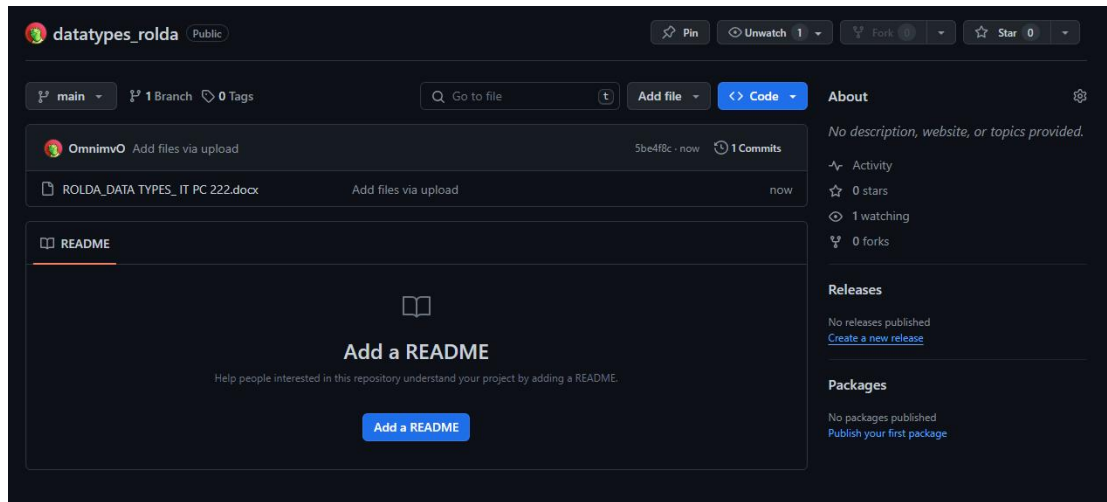 datatypes_rolda Public
Pin
Unwatch 1
Fork 0
Star 0
main
1 Branch
0 Tags
Go to file
t
Add file
<> Code
OmnimvO Add files via upload
5be4f8c · now
1 Commits
ROLDA_DATA TYPES_ IT PC 222.docx
Add files via upload
now
README
Add a README
Help people interested in this repository understand your project by adding a README.
Add a README
About
No description, website, or topics provided.
Activity
0 stars
1 watching
0 forks
Releases
No releases published
Create a new release
Packages
No packages published
Publish your first package